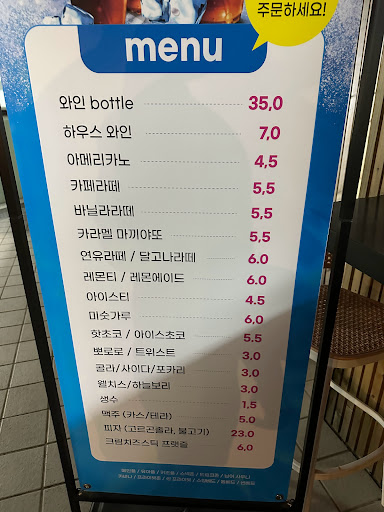 주문하세요!
menu
와인 bottle 35,0
하우스 와인 7,0
아메리카노 4,5
카페라떼 5,5
바닐라라떼 5,5
카라멜 마끼야또 5,5
연유라떼 / 달고나라떼 6.0
레몬티 / 레몬에이드 6.0
아이스티 4.5
미숫가루 6,0
핫초코 / 아이스초코 5.5
뽀로로 / 트위스트 3,0
콜라/사이다/포카리 3.0
웰치스/하늘보리 3,0
생수 1,5
맥주 (카스/테라) 5.0
피자 (고르곤졸라, 불고기) 23.0
크림치즈스틱 프랫즐 6,0